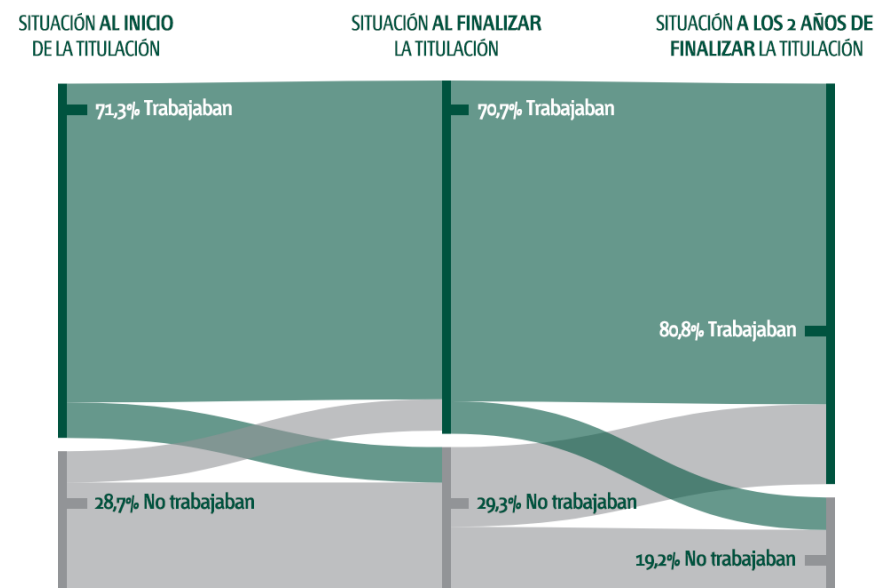 SITUACIÓN AL INICIO
DE LA TITULACIÓN
SITUACIÓN AL FINALIZAR
LA TITULACIÓN
SITUACIÓN A LOS 2 AÑOS DE
FINALIZAR LA TITULACIÓN
71,3% Trabajaban
70,7% Trabajaban
80,8% Trabajaban
28,7% No trabajaban
29,3% No trabajaban
19,2% No trabajaban